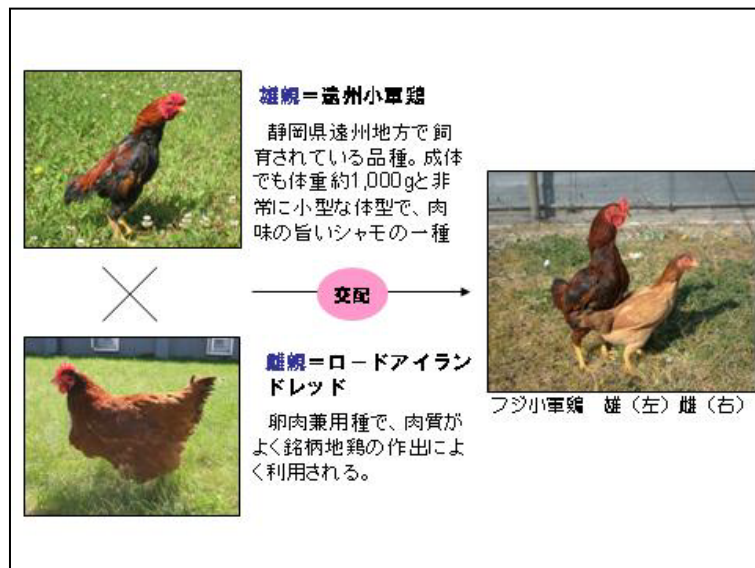 雄親＝遠州小軍鶏
静岡県遠州地方で飼
育されている品種。成体
でも体重約1,000gと非
常に小型な体型で、肉
味の旨いシャモの一種
交配
雌親＝ロードアイラン
ドレッド
卵肉兼用種で、肉質が
よく銘柄地鶏の作出によ
く利用される。
フジ小軍鶏　雄（左）雌（右）